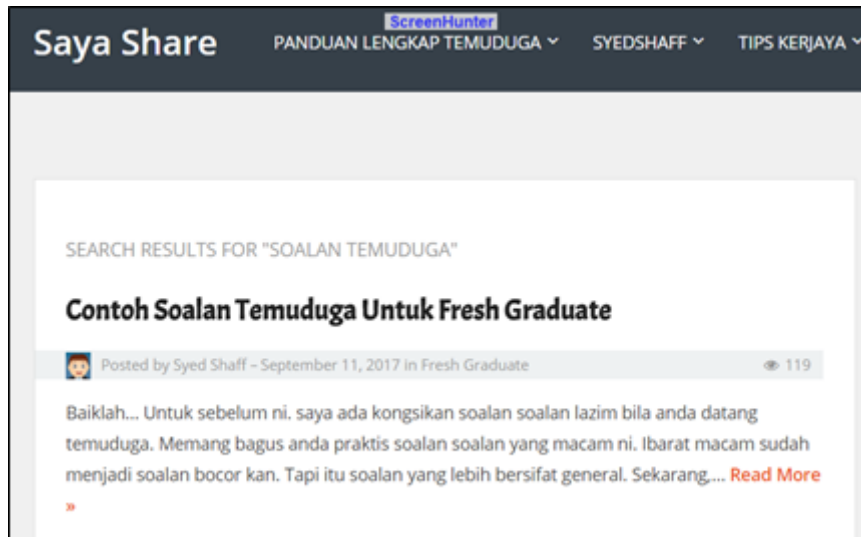 ScreenHunter
Saya Share PANDUAN LENGKAP TEMUDUGA SYEDSHAFF TIPS KERJAYA
SEARCH RESULTS FOR "SOALAN TEMUDUGA"
Contoh Soalan Temuduga Untuk Fresh Graduate
Posted by Syed Shaff – September 11, 2017 in Fresh Graduate 119
Baiklah... Untuk sebelum ni. saya ada kongsikan soalan soalan lazim bila anda datang
temuduga. Memang bagus anda praktis soalan soalan yang macam ni. Ibarat macam sudah
menjadi soalan bocor kan. Tapi itu soalan yang lebih bersifat general. Sekarang,... Read More
»